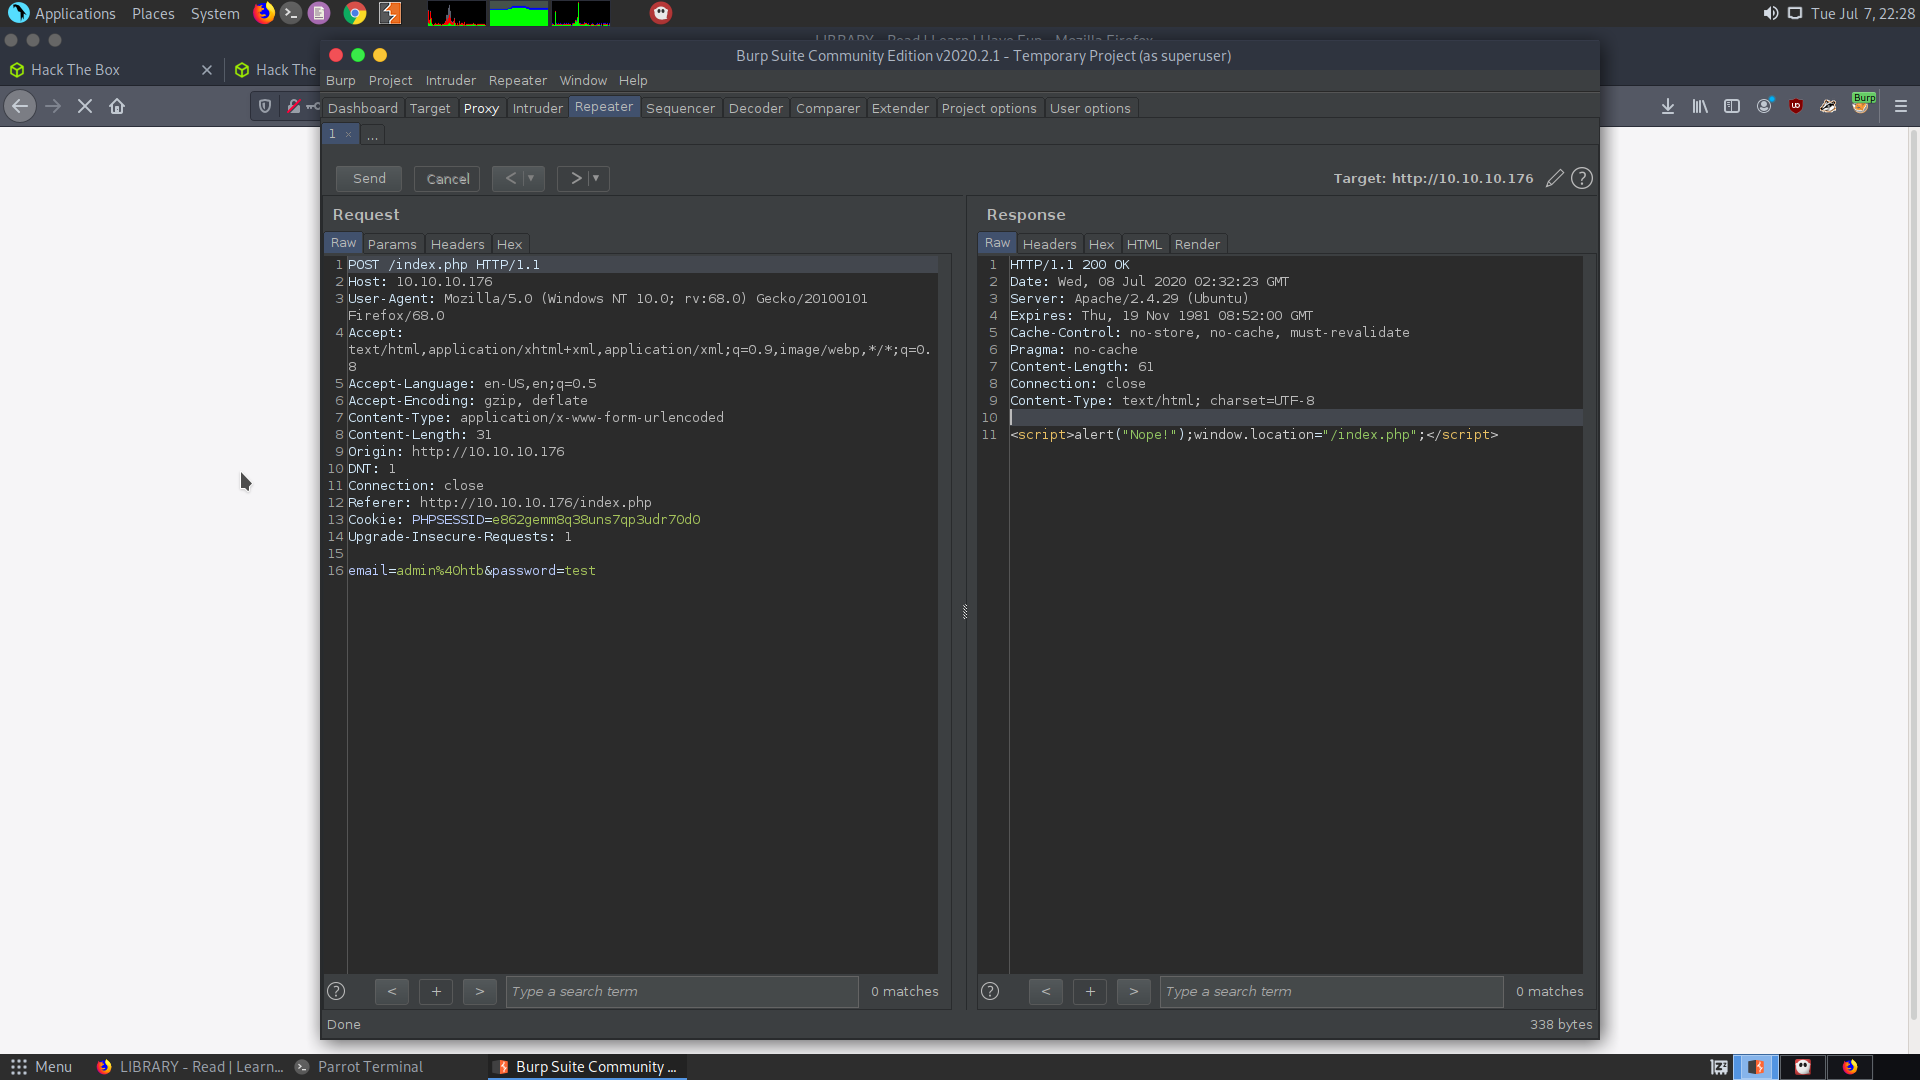 Applications Places System Tue Jul 7, 22:28
LIBRARY - Read | Learn | Have Fun - Mozilla Firefox
Burp Suite Community Edition v2020.2.1 - Temporary Project (as superuser)
Hack The Box
Hack The
Burp Project Intruder Repeater Window Help
Dashboard Target Proxy Intruder Repeater Sequencer Decoder Comparer Extender Project options User options
Burp
1 × ...
Send Cancel < ▾ > ▾ Target: http://10.10.10.176 ?
Request
Raw Params Headers Hex
1 POST /index.php HTTP/1.1
2 Host: 10.10.10.176
3 User-Agent: Mozilla/5.0 (Windows NT 10.0; rv:68.0) Gecko/20100101
Firefox/68.0
4 Accept:
text/html,application/xhtml+xml,application/xml;q=0.9,image/webp,*/*;q=0.
8
5 Accept-Language: en-US,en;q=0.5
6 Accept-Encoding: gzip, deflate
7 Content-Type: application/x-www-form-urlencoded
8 Content-Length: 31
9 Origin: http://10.10.10.176
10 DNT: 1
11 Connection: close
12 Referer: http://10.10.10.176/index.php
13 Cookie: PHPSESSID=e862gemm8q38uns7qp3udr70d0
14 Upgrade-Insecure-Requests: 1
15
16 email=admin%40htb&password=test
? < + > Type a search term 0 matches
Response
Raw Headers Hex HTML Render
1 HTTP/1.1 200 OK
2 Date: Wed, 08 Jul 2020 02:32:23 GMT
3 Server: Apache/2.4.29 (Ubuntu)
4 Expires: Thu, 19 Nov 1981 08:52:00 GMT
5 Cache-Control: no-store, no-cache, must-revalidate
6 Pragma: no-cache
7 Content-Length: 61
8 Connection: close
9 Content-Type: text/html; charset=UTF-8
10
11 <script>alert("Nope!");window.location="/index.php";</script>
? < + > Type a search term 0 matches
Done 338 bytes
Menu LIBRARY - Read | Learn... Parrot Terminal Burp Suite Community ...